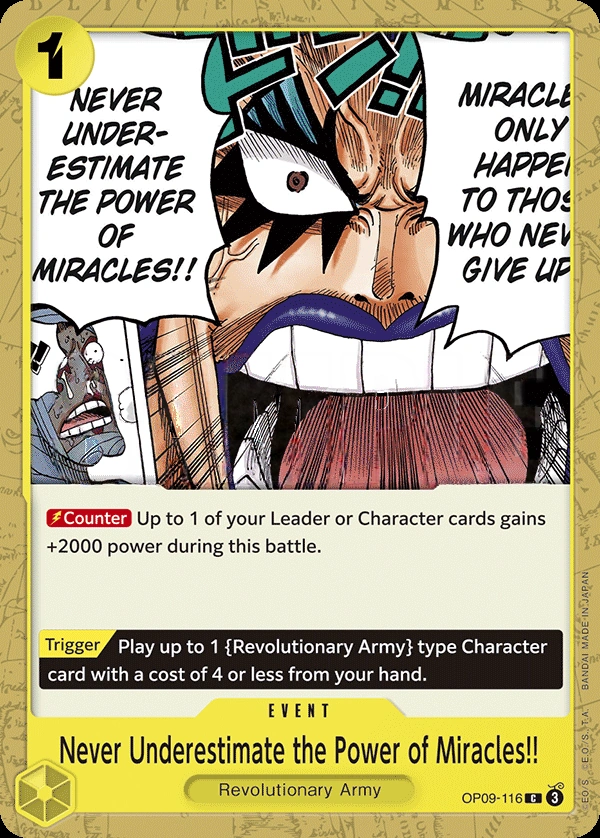 1
NEVER
UNDER-
ESTIMATE
THE POWER
OF
MIRACLES!!
MIRACLE
ONLY
HAPPE
TO THOS
WHO NEV
GIVE UP
Counter Up to 1 of your Leader or Character cards gains
+2000 power during this battle.
Trigger Play up to 1 {Revolutionary Army} type Character
card with a cost of 4 or less from your hand.
EVENT
Never Underestimate the Power of Miracles!!
Revolutionary Army
OP09-116 C 3
©E.O./S. ©E.O./S.,T.A. BANDAI MADE IN JAPAN